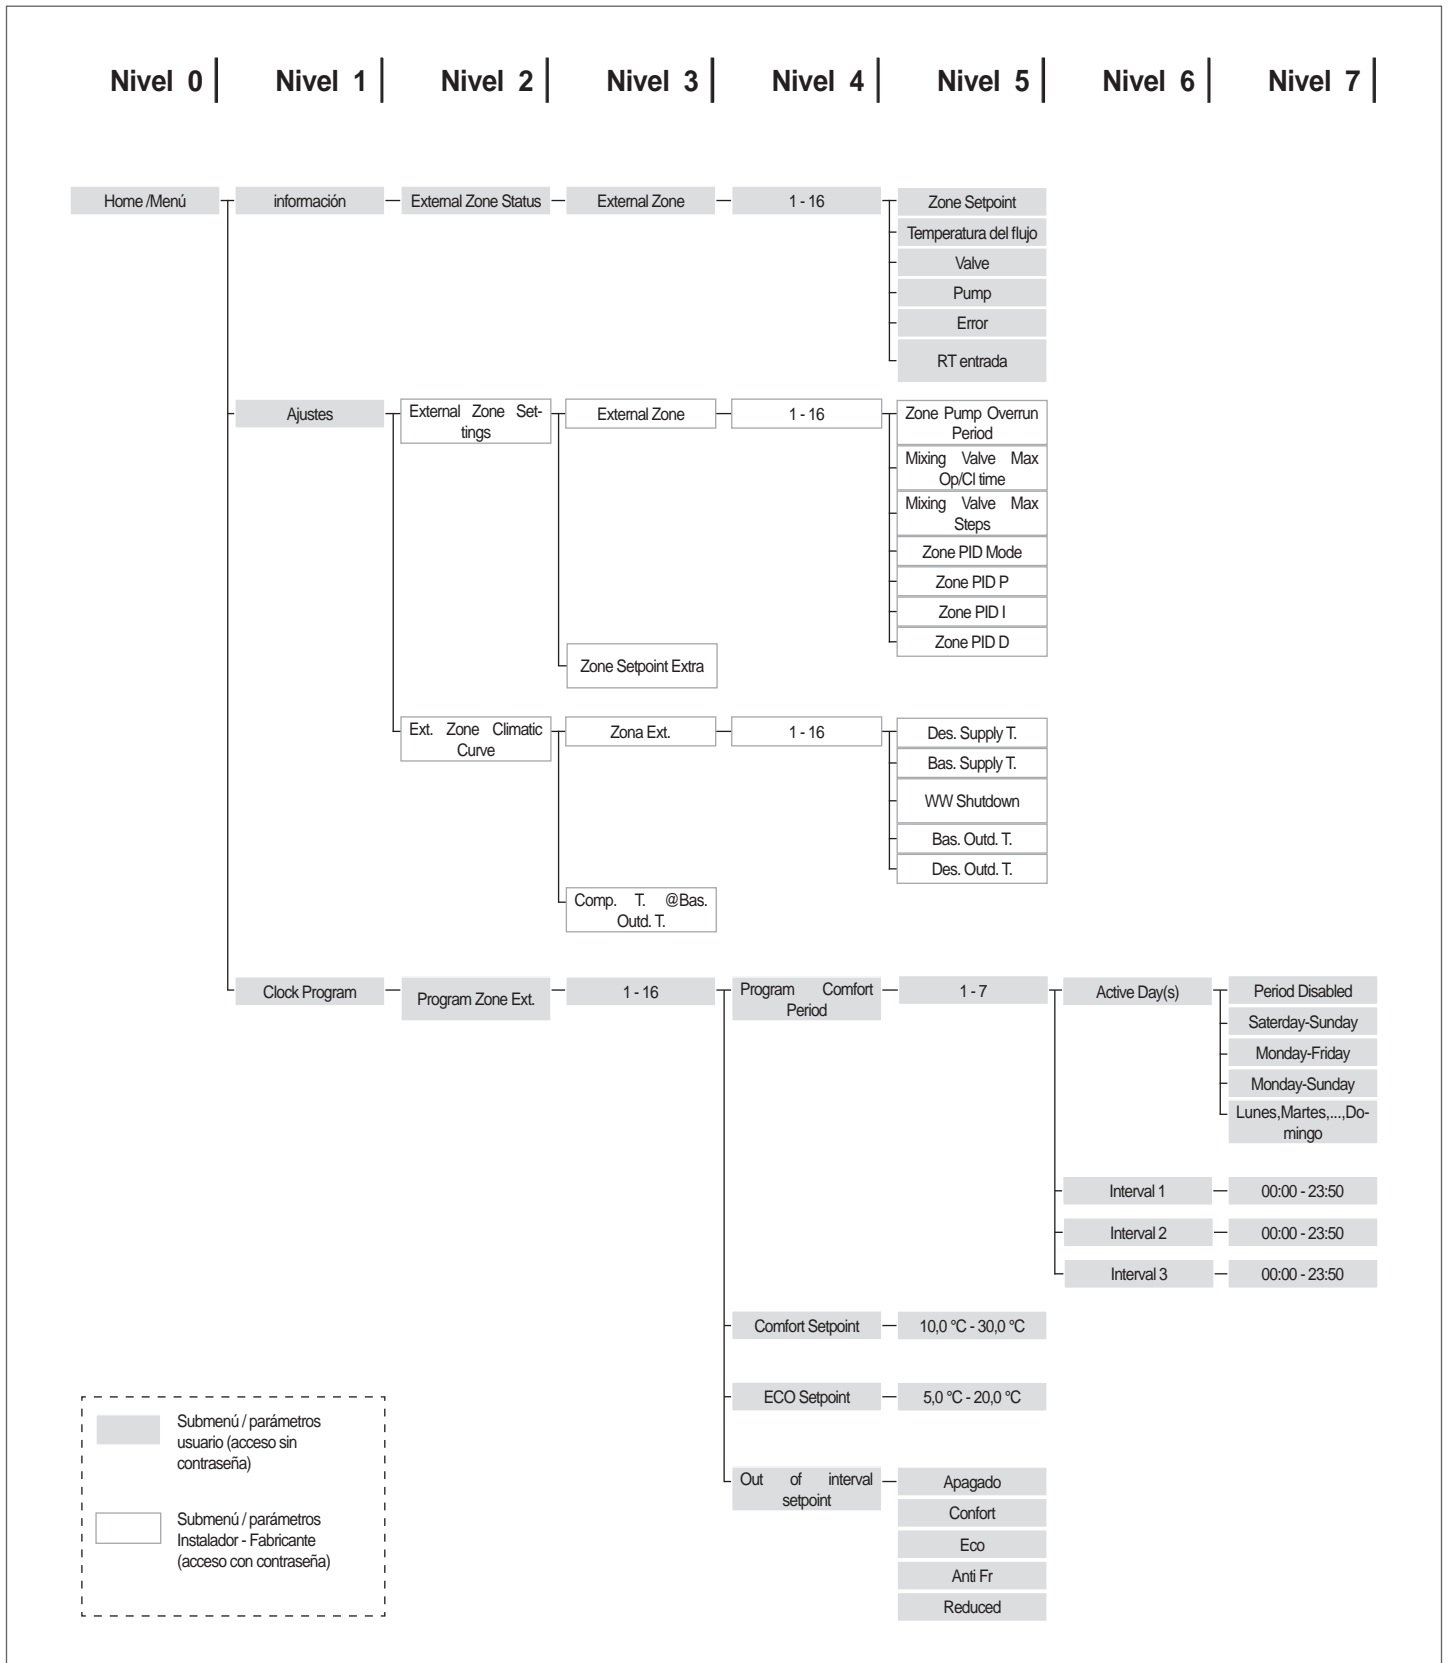 Nivel 0
Nivel 1
Nivel 2
Nivel 3
Nivel 4
Nivel 5
Nivel 6
Nivel 7
Home /Menú
información
External Zone Status
External Zone
1 - 16
Zone Setpoint
Temperatura del flujo
Valve
Pump
Error
RT entrada
Ajustes
External Zone Set-
tings
External Zone
1 - 16
Zone Pump Overrun
Period
Mixing Valve Max
Op/Cl time
Mixing Valve Max
Steps
Zone PID Mode
Zone PID P
Zone PID I
Zone PID D
Zone Setpoint Extra
Ext. Zone Climatic
Curve
Zona Ext.
1 - 16
Des. Supply T.
Bas. Supply T.
WW Shutdown
Bas. Outd. T.
Des. Outd. T.
Comp. T. @Bas.
Outd. T.
Clock Program
Program Zone Ext.
1 - 16
Program Comfort
Period
1 - 7
Active Day(s)
Period Disabled
Saterday-Sunday
Monday-Friday
Monday-Sunday
Lunes,Martes,...,Do-
mingo
Interval 1
00:00 - 23:50
Interval 2
00:00 - 23:50
Interval 3
00:00 - 23:50
Comfort Setpoint
10,0 °C - 30,0 °C
ECO Setpoint
5,0 °C - 20,0 °C
Out of interval
setpoint
Apagado
Confort
Eco
Anti Fr
Reduced
Submenú / parámetros
usuario (acceso sin
contraseña)
Submenú / parámetros
Instalador - Fabricante
(acceso con contraseña)